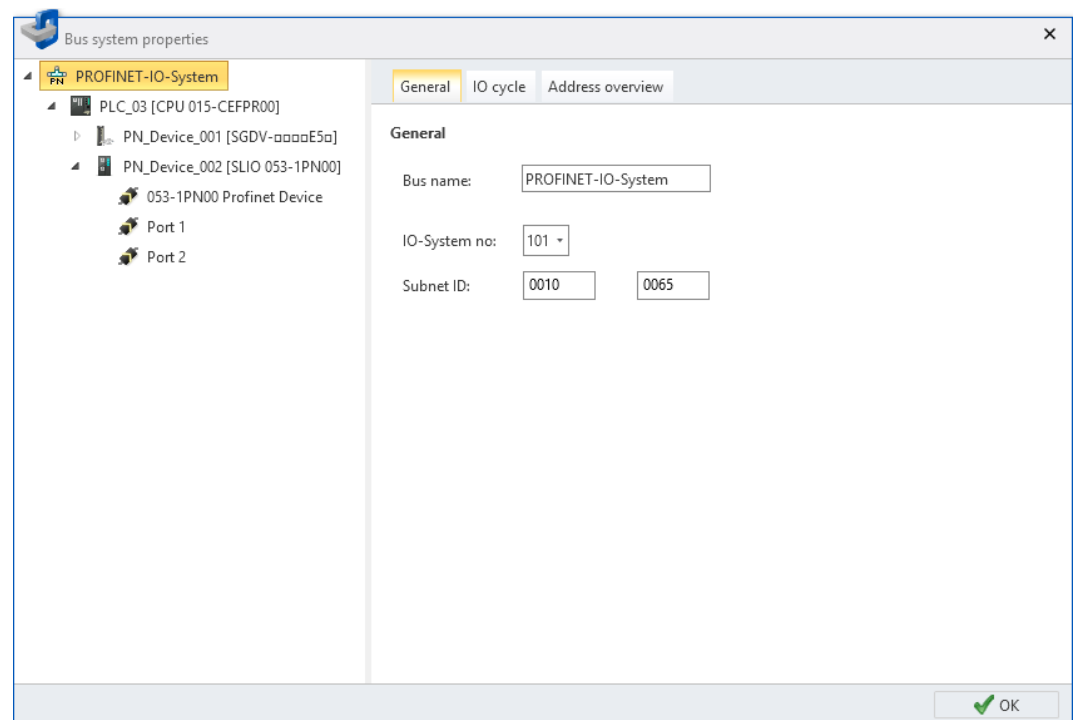 Bus system properties
PN PROFINET-IO-System
PLC_03 [CPU 015-CEFPR00]
PN_Device_001 [SGDV-□□□□E5□]
PN_Device_002 [SLIO 053-1PN00]
053-1PN00 Profinet Device
Port 1
Port 2
General IO cycle Address overview
General
Bus name: PROFINET-IO-System
IO-System no: 101
Subnet ID: 0010 0065
OK